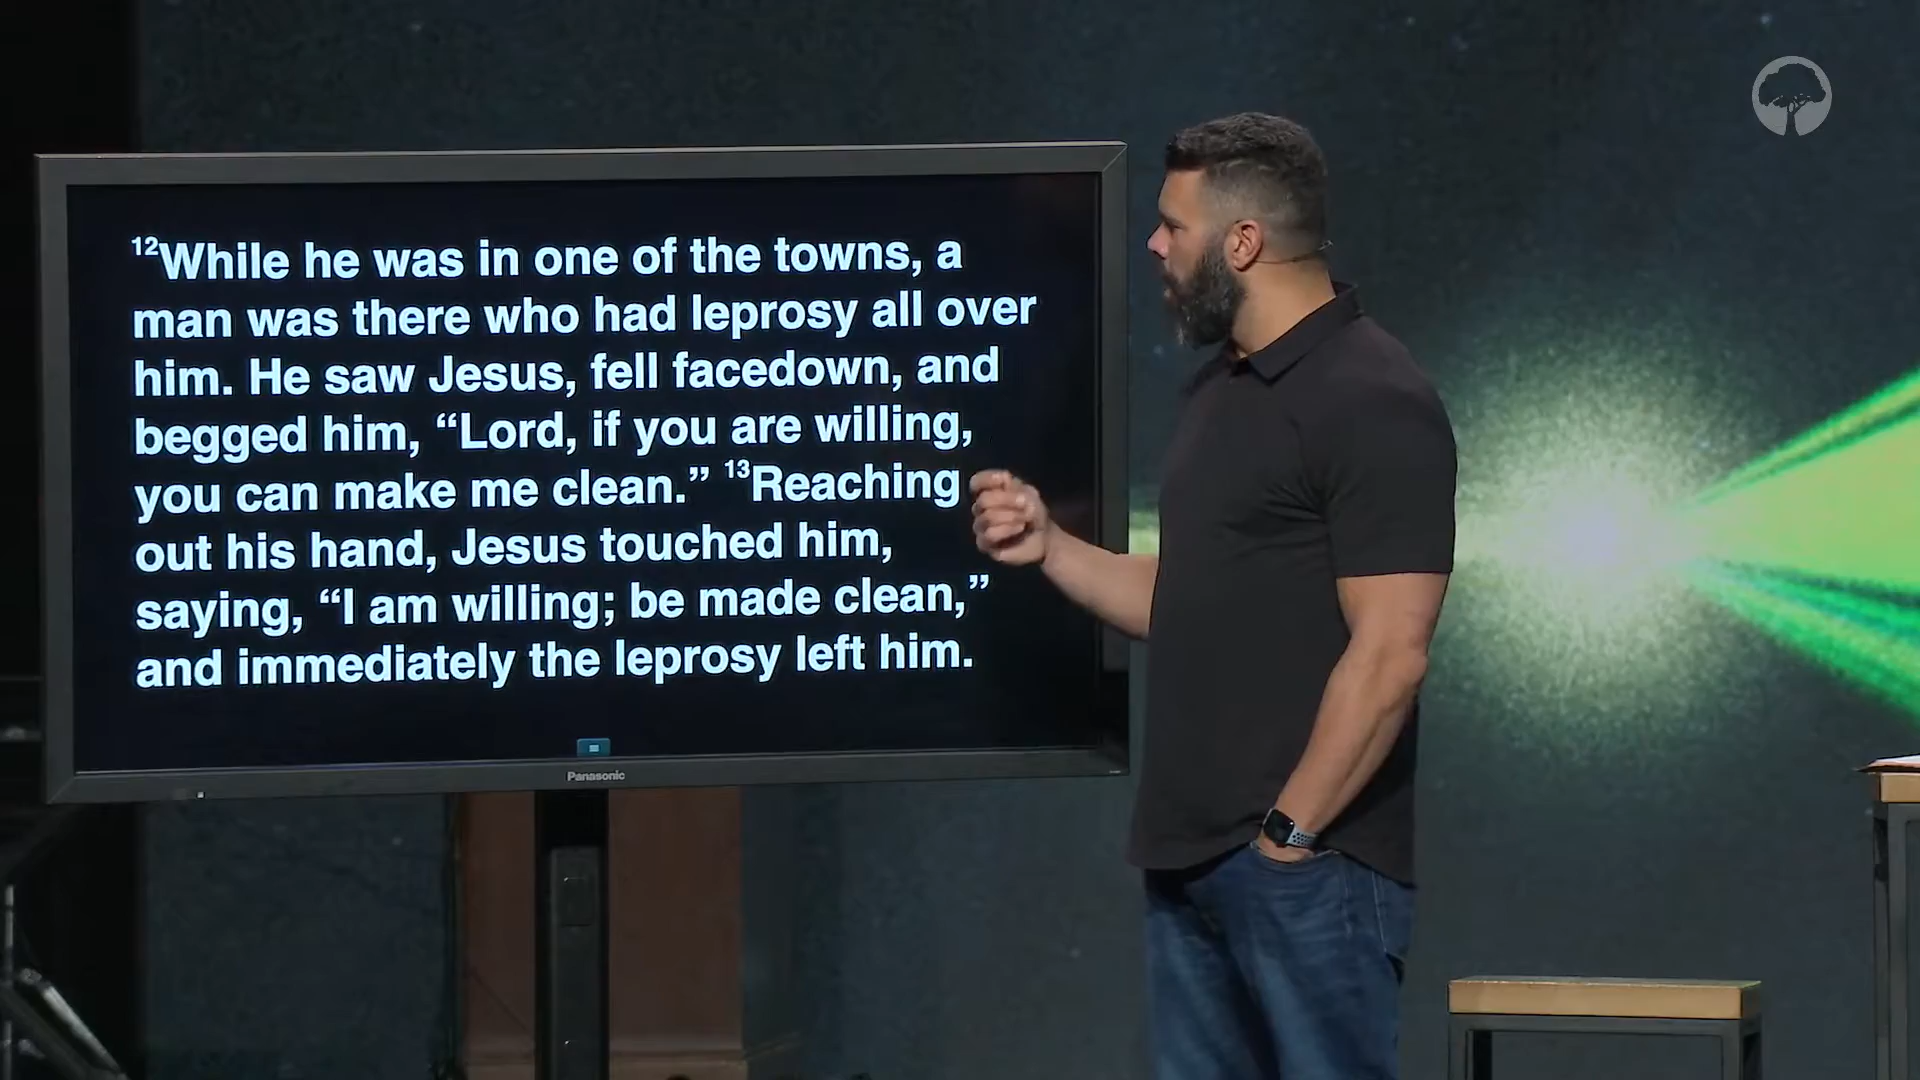 ¹²While he was in one of the towns, a
man was there who had leprosy all over
him. He saw Jesus, fell facedown, and
begged him, “Lord, if you are willing,
you can make me clean.” ¹³Reaching
out his hand, Jesus touched him,
saying, “I am willing; be made clean,”
and immediately the leprosy left him.
Panasonic